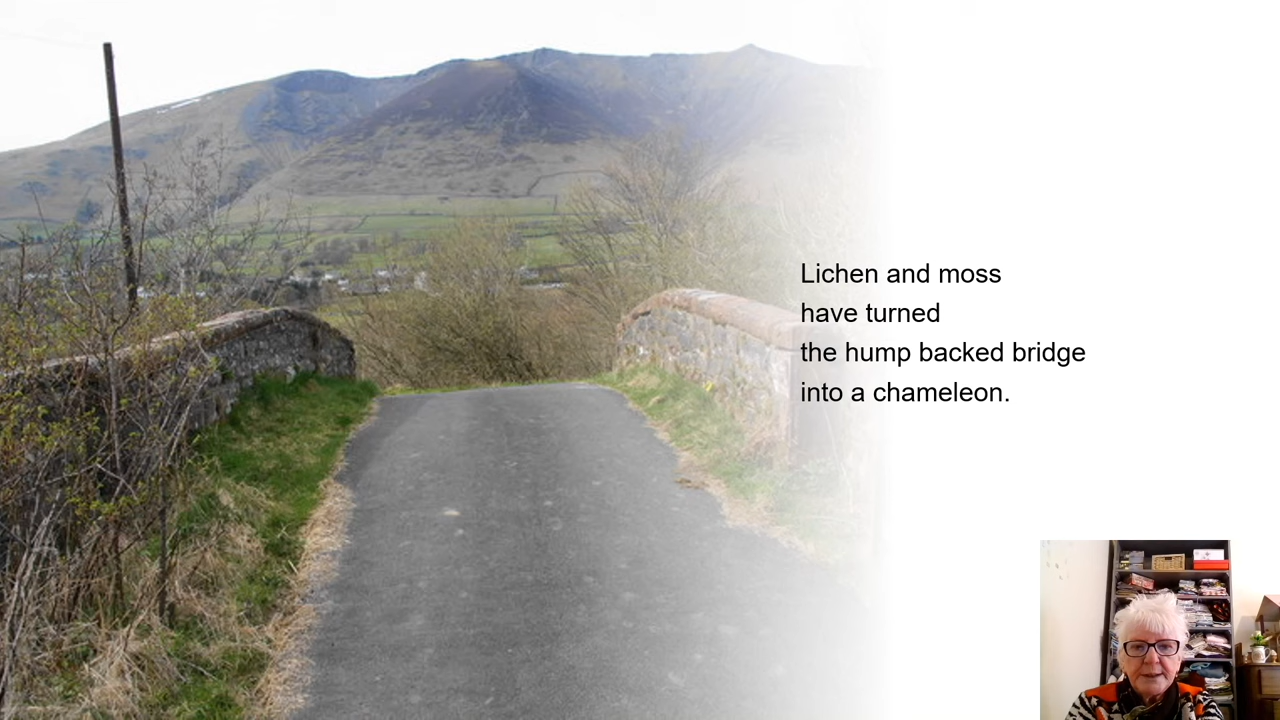 Lichen and moss
have turned
the hump backed bridge
into a chameleon.